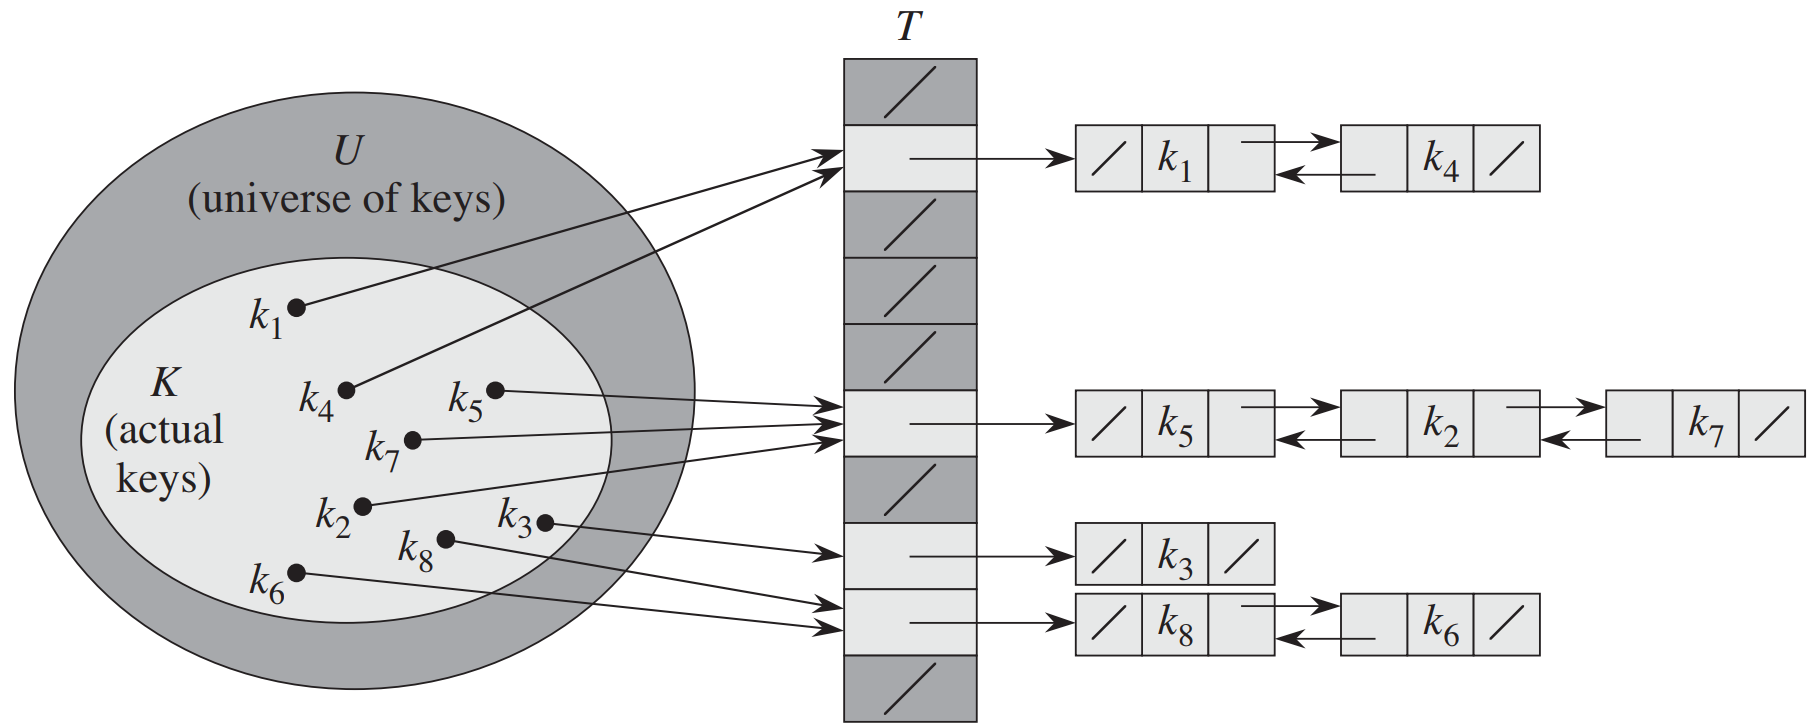 T
U
(universe of keys)
k1
k4
k1
K
(actual
keys)
k4
k5
k7
k5
k2
k7
k2
k3
k8
k3
k6
k8
k6